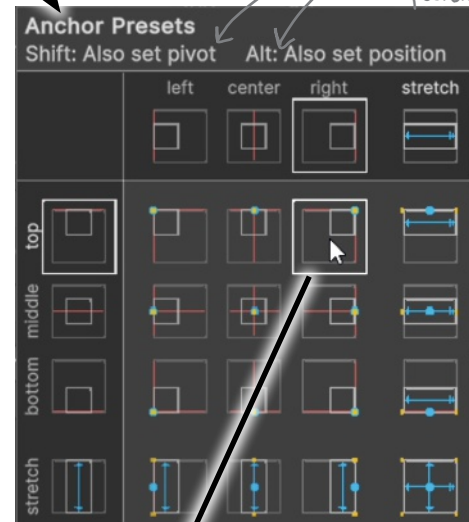 Anchor Presets
Shift: Also set pivot Alt: Also set position
left center right stretch
top
middle
bottom
stretch